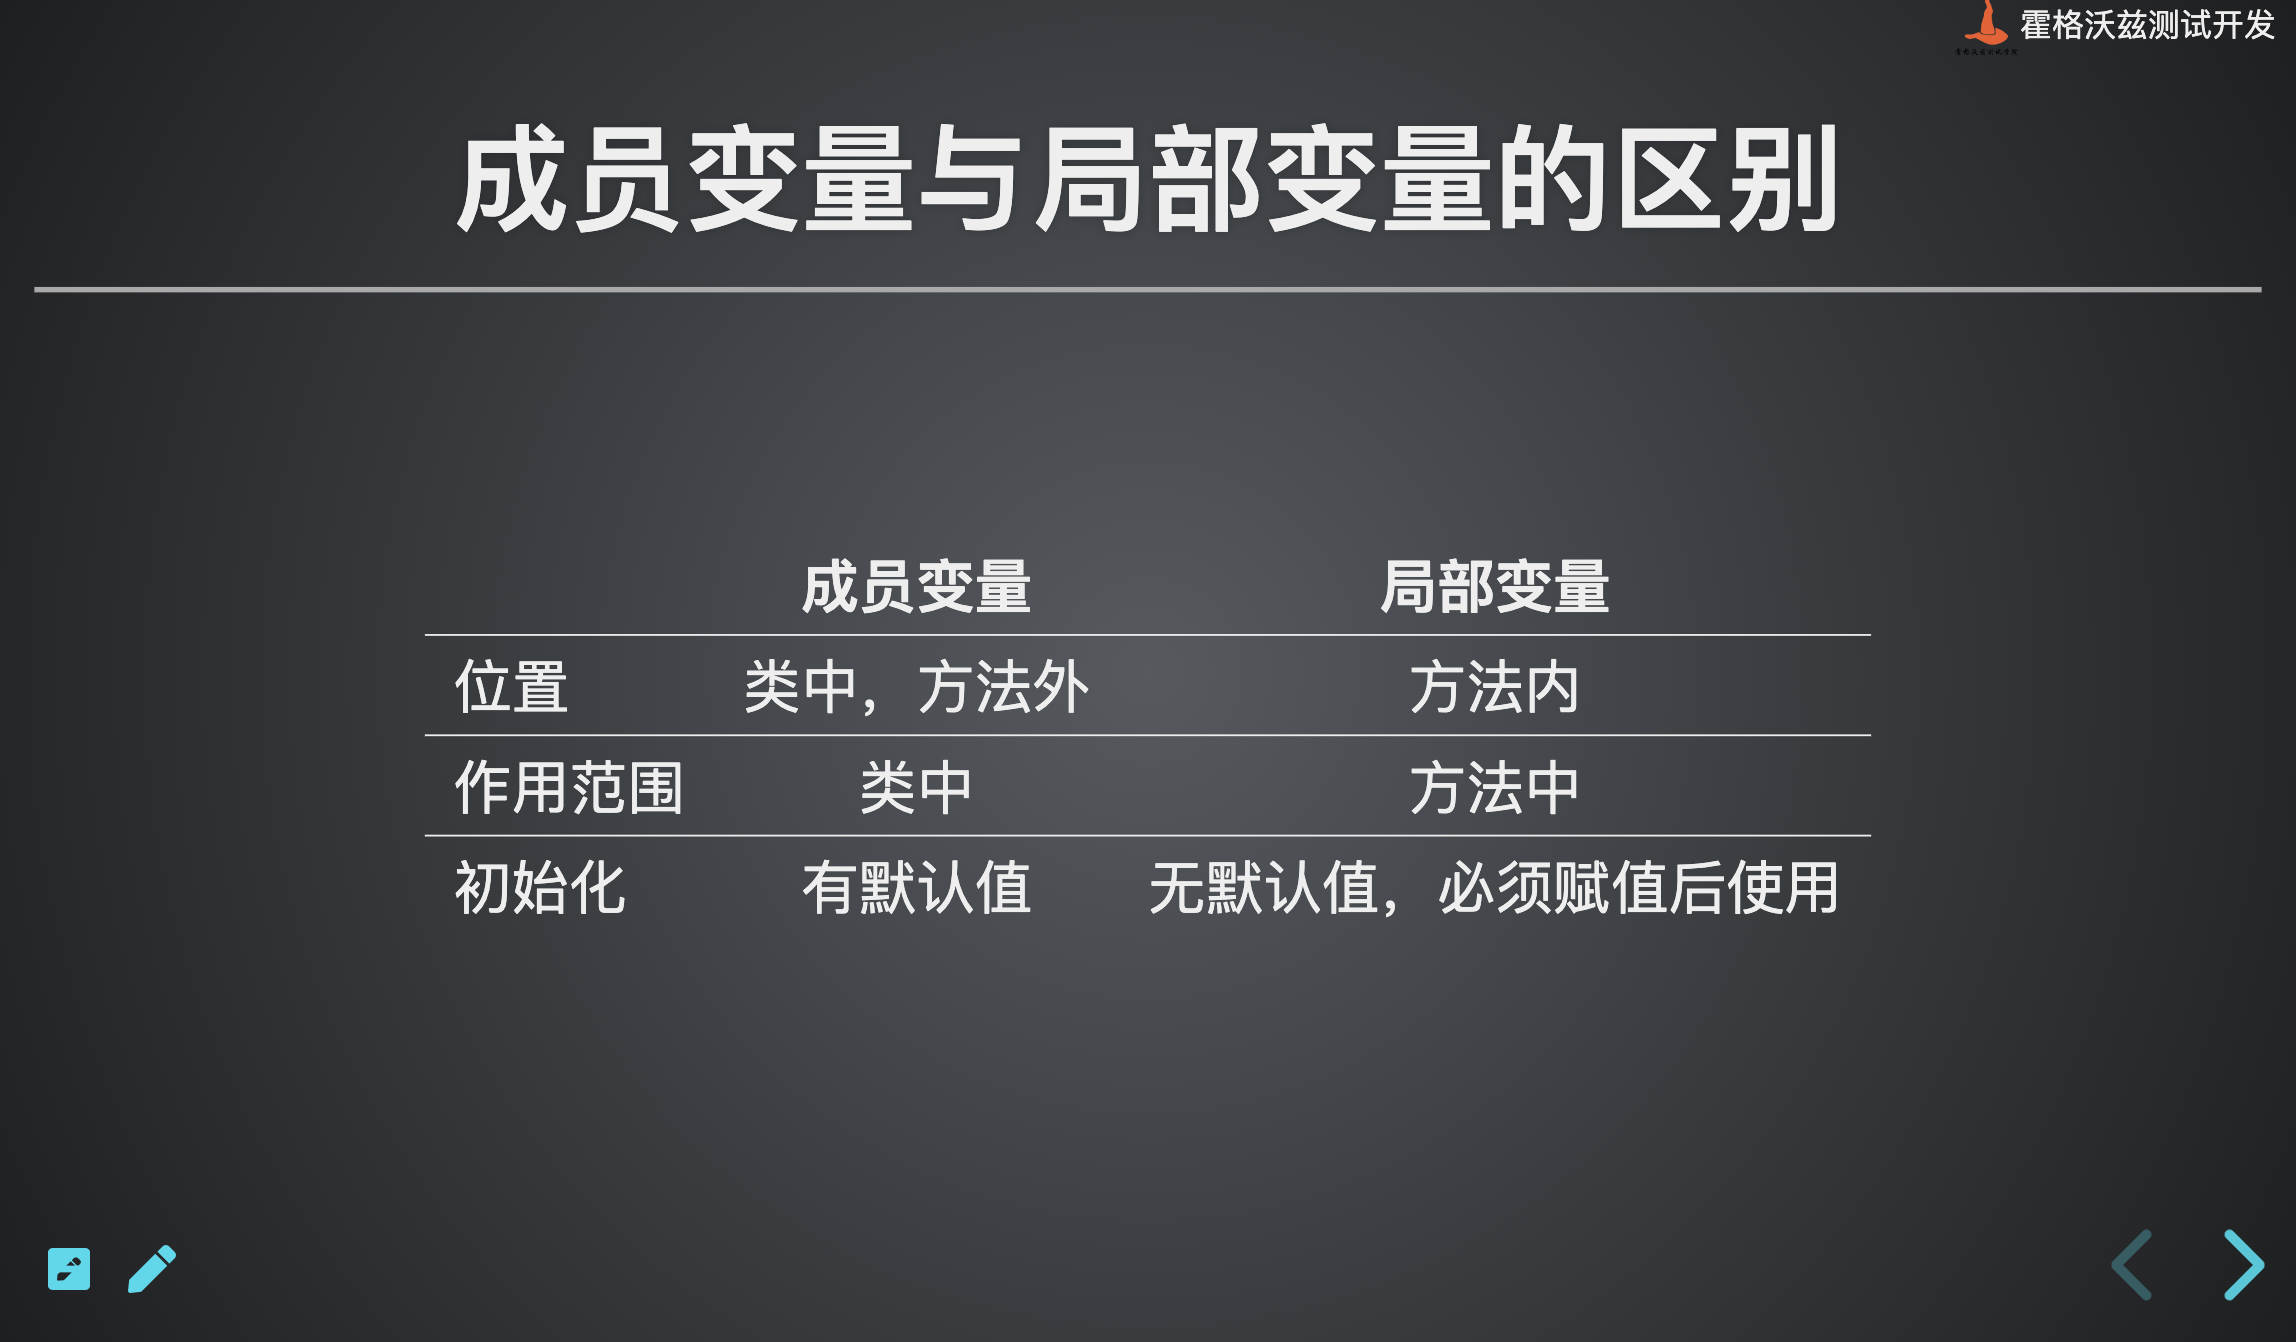 霍格沃兹测试开发
成员变量与局部变量的区别
成员变量 局部变量
位置 类中，方法外 方法内
作用范围 类中 方法中
初始化 有默认值 无默认值，必须赋值后使用